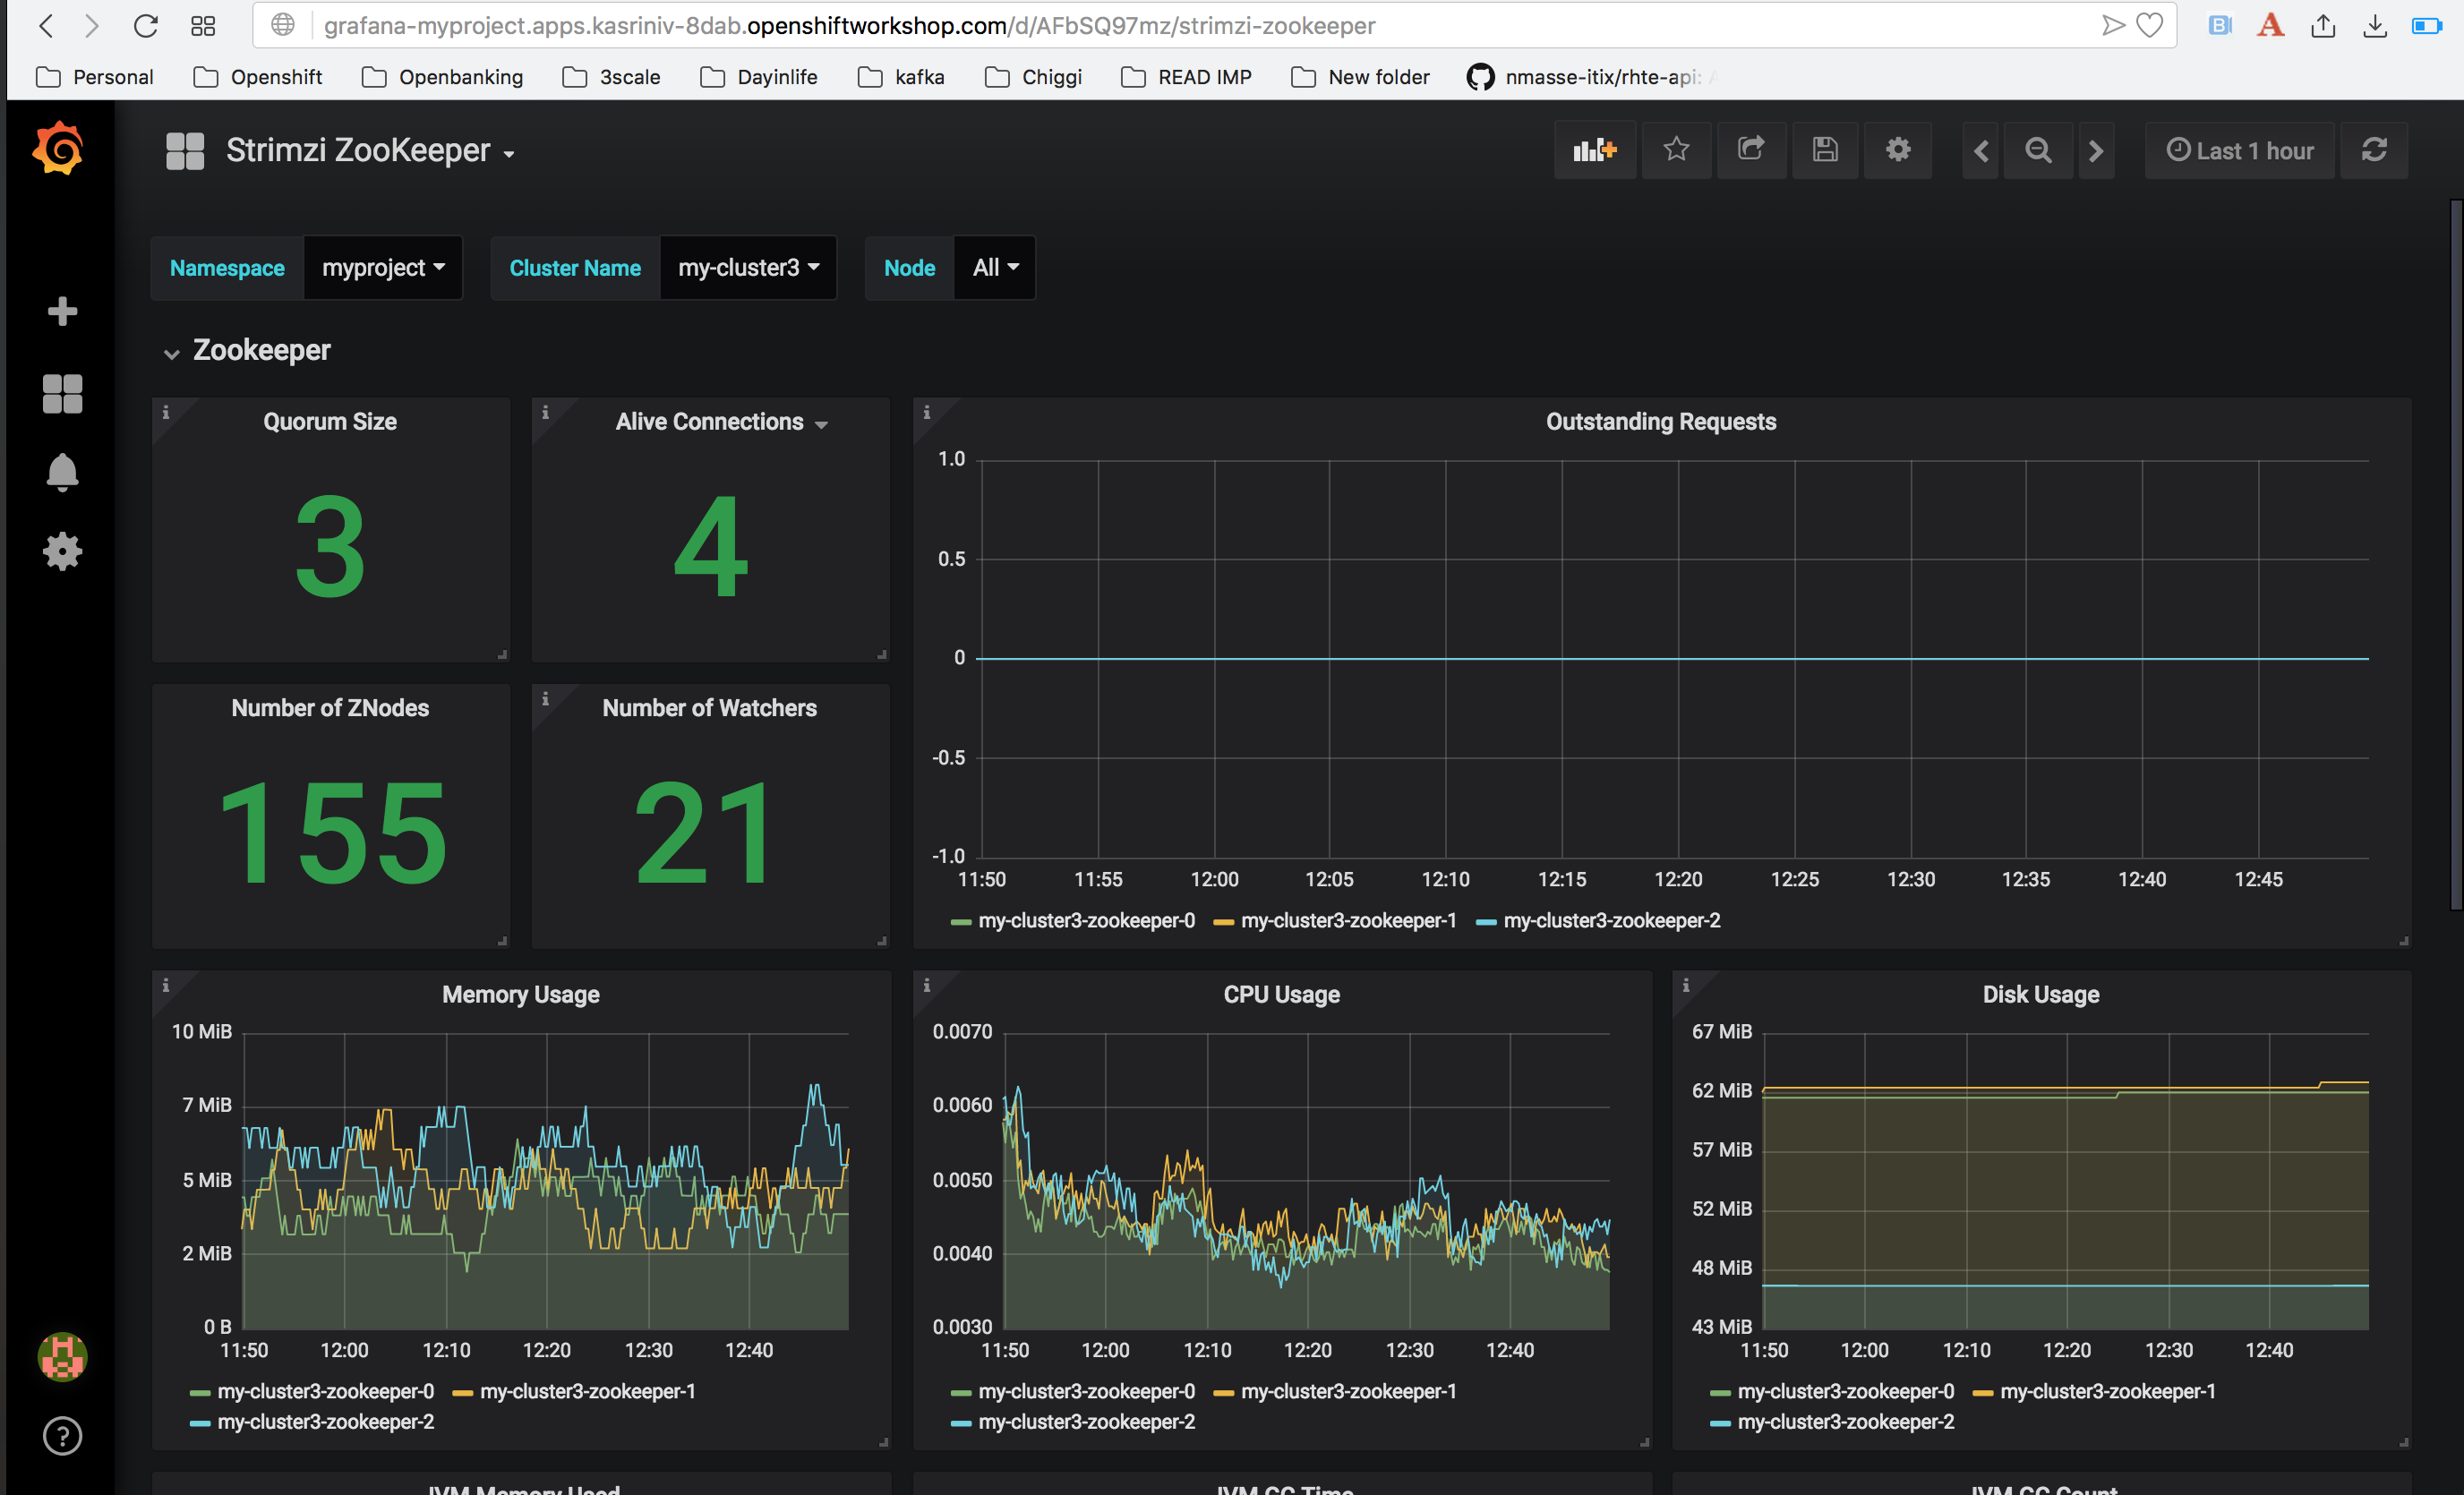 grafana-myproject.apps.kasriniv-8dab.openshiftworkshop.com/d/AFbSQ97mz/strimzi-zookeeper
Personal Openshift Openbanking 3scale Dayinlife kafka Chiggi READ IMP New folder nmasse-itix/rhte-api:
Strimzi ZooKeeper
Last 1 hour
Namespace myproject Cluster Name my-cluster3 Node All
Zookeeper
Quorum Size
3
Alive Connections
4
Number of ZNodes
155
Number of Watchers
21
Outstanding Requests
1.0
0.5
0
-0.5
-1.0
11:50 11:55 12:00 12:05 12:10 12:15 12:20 12:25 12:30 12:35 12:40 12:45
my-cluster3-zookeeper-0 my-cluster3-zookeeper-1 my-cluster3-zookeeper-2
Memory Usage
10 MiB
7 MiB
5 MiB
2 MiB
0 B
11:50 12:00 12:10 12:20 12:30 12:40
my-cluster3-zookeeper-0 my-cluster3-zookeeper-1
my-cluster3-zookeeper-2
CPU Usage
0.0070
0.0060
0.0050
0.0040
0.0030
11:50 12:00 12:10 12:20 12:30 12:40
my-cluster3-zookeeper-0 my-cluster3-zookeeper-1
my-cluster3-zookeeper-2
Disk Usage
67 MiB
62 MiB
57 MiB
52 MiB
48 MiB
43 MiB
11:50 12:00 12:10 12:20 12:30 12:40
my-cluster3-zookeeper-0 my-cluster3-zookeeper-1
my-cluster3-zookeeper-2
JVM Memory Used
JVM GC Time
JVM GC Count